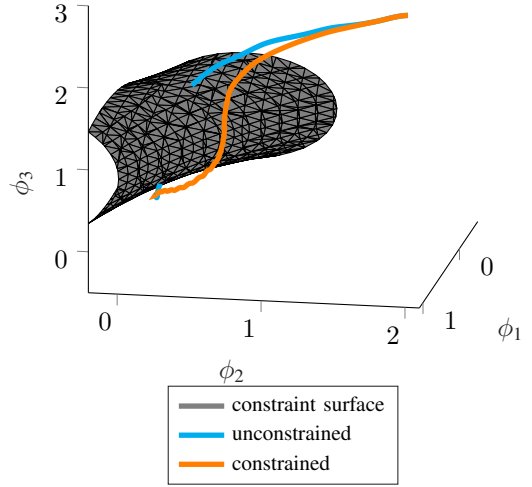 3
2
1
0
ϕ3
0
1
2
1
0
ϕ1
ϕ2
constraint surface
unconstrained
constrained